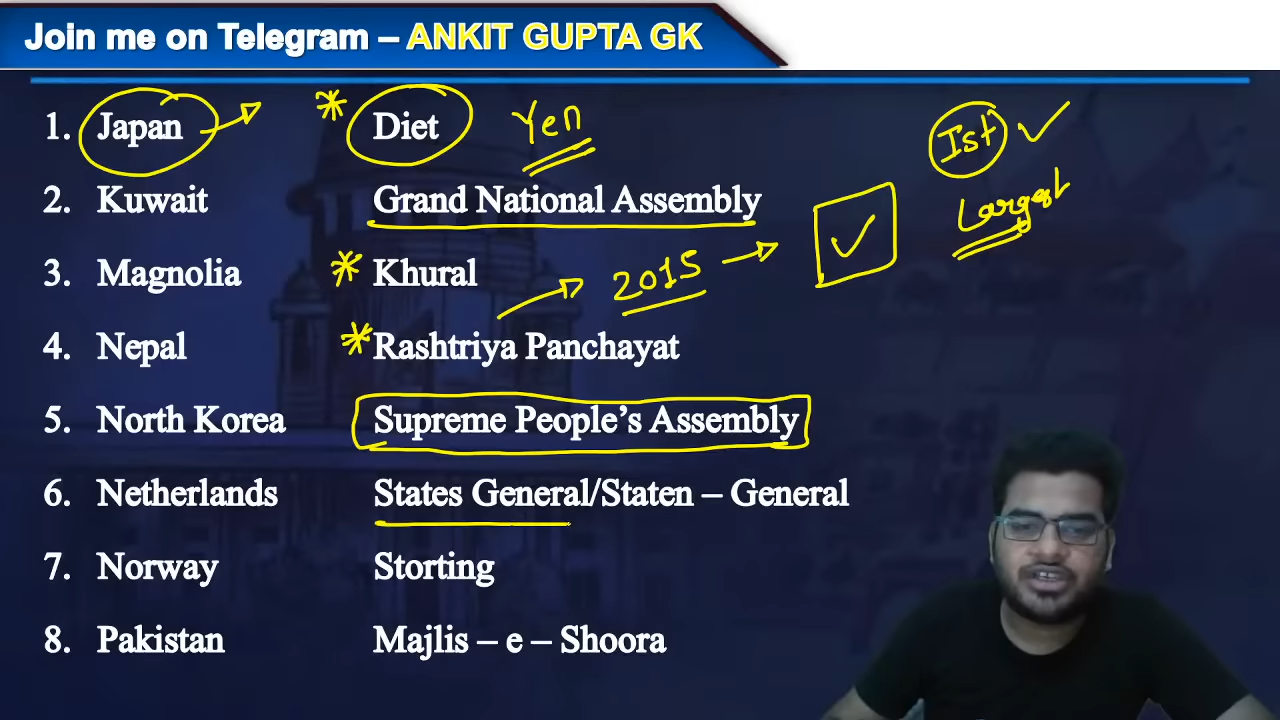 Join me on Telegram – ANKIT GUPTA GK
1. Japan * Diet Yen Ist
2. Kuwait Grand National Assembly Largest
3. Magnolia * Khural 2015
4. Nepal * Rashtriya Panchayat
5. North Korea Supreme People’s Assembly
6. Netherlands States General/Staten – General
7. Norway Storting
8. Pakistan Majlis – e – Shoora